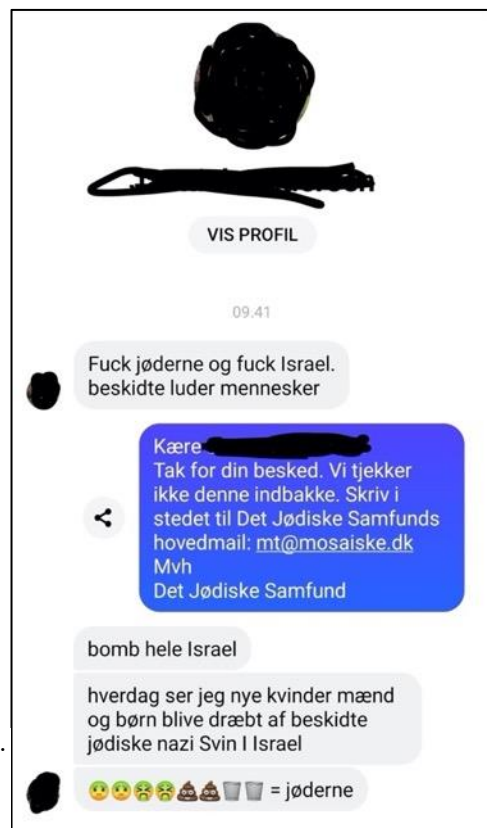 VIS PROFIL
09.41
Fuck jøderne og fuck Israel.
beskidte luder mennesker
Kære
Tak for din besked. Vi tjekker
ikke denne indbakke. Skriv i
stedet til Det Jødiske Samfunds
hovedmail: mt@mosaiske.dk
Mvh
Det Jødiske Samfund
bomb hele Israel
hverdag ser jeg nye kvinder mænd
og børn blive dræbt af beskidte
jødiske nazi Svin I Israel
.
🤢🤢🤮🤮💩💩🗑️🗑️ = jøderne